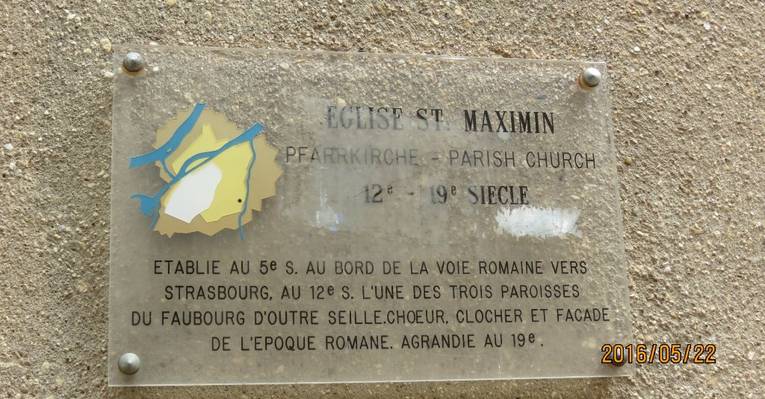 EGLISE ST. MAXIMIN
PFARRKIRCHE - PARISH CHURCH
12e - 19e SIECLE
ETABLIE AU 5e S. AU BORD DE LA VOIE ROMAINE VERS
STRASBOURG, AU 12e S. L'UNE DES TROIS PAROISSES
DU FAUBOURG D'OUTRE SEILLE.CHOEUR, CLOCHER ET FACADE
DE L'EPOQUE ROMANE. AGRANDIE AU 19e.
2016/05/22